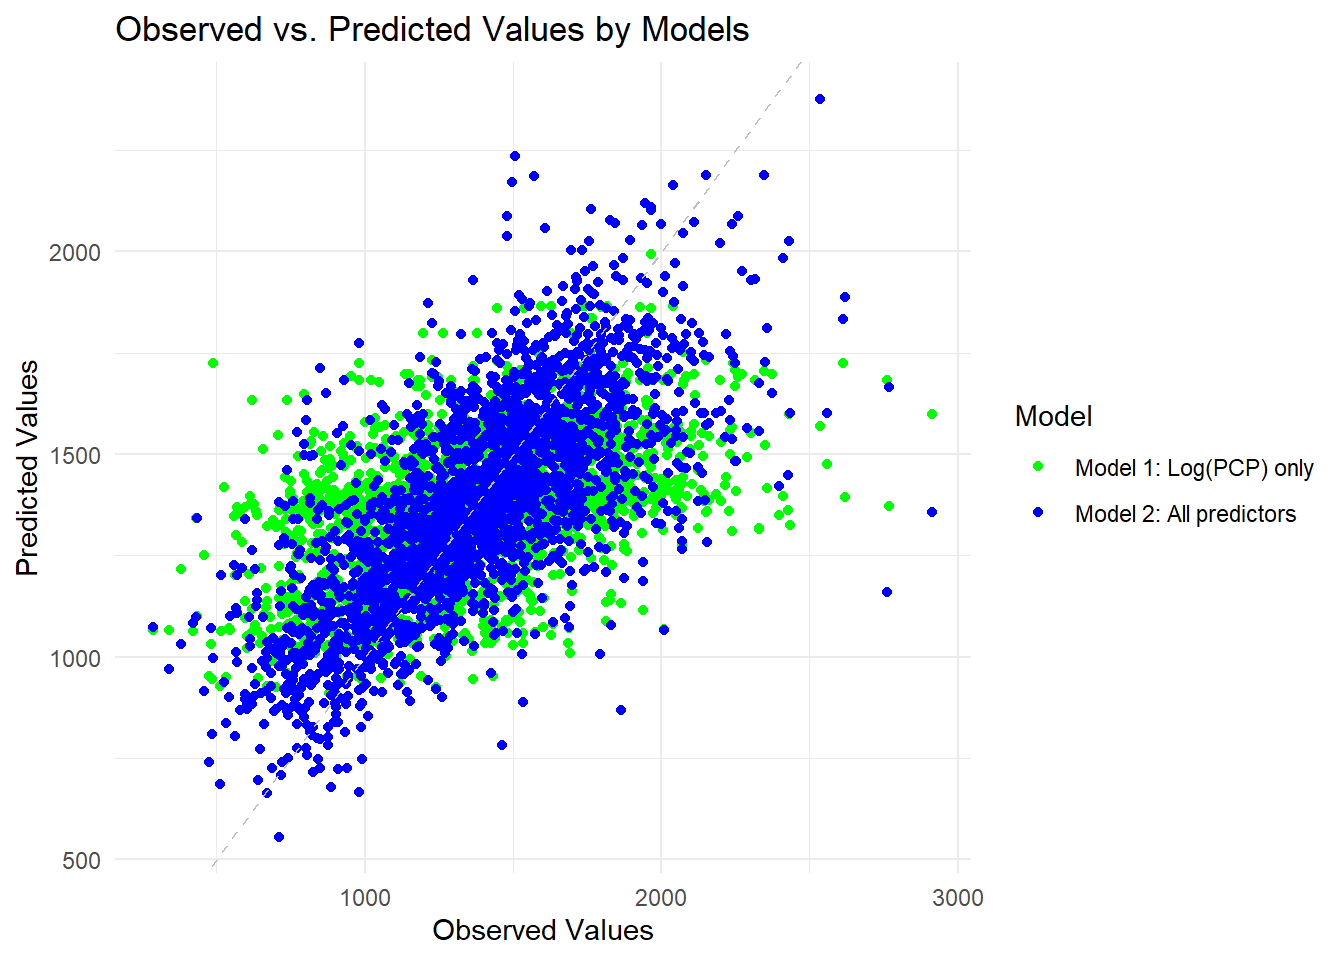 Observed vs. Predicted Values by Models
Predicted Values
2000
1500
1000
500
1000
2000
3000
Observed Values
Model
Model 1: Log(PCP) only
Model 2: All predictors